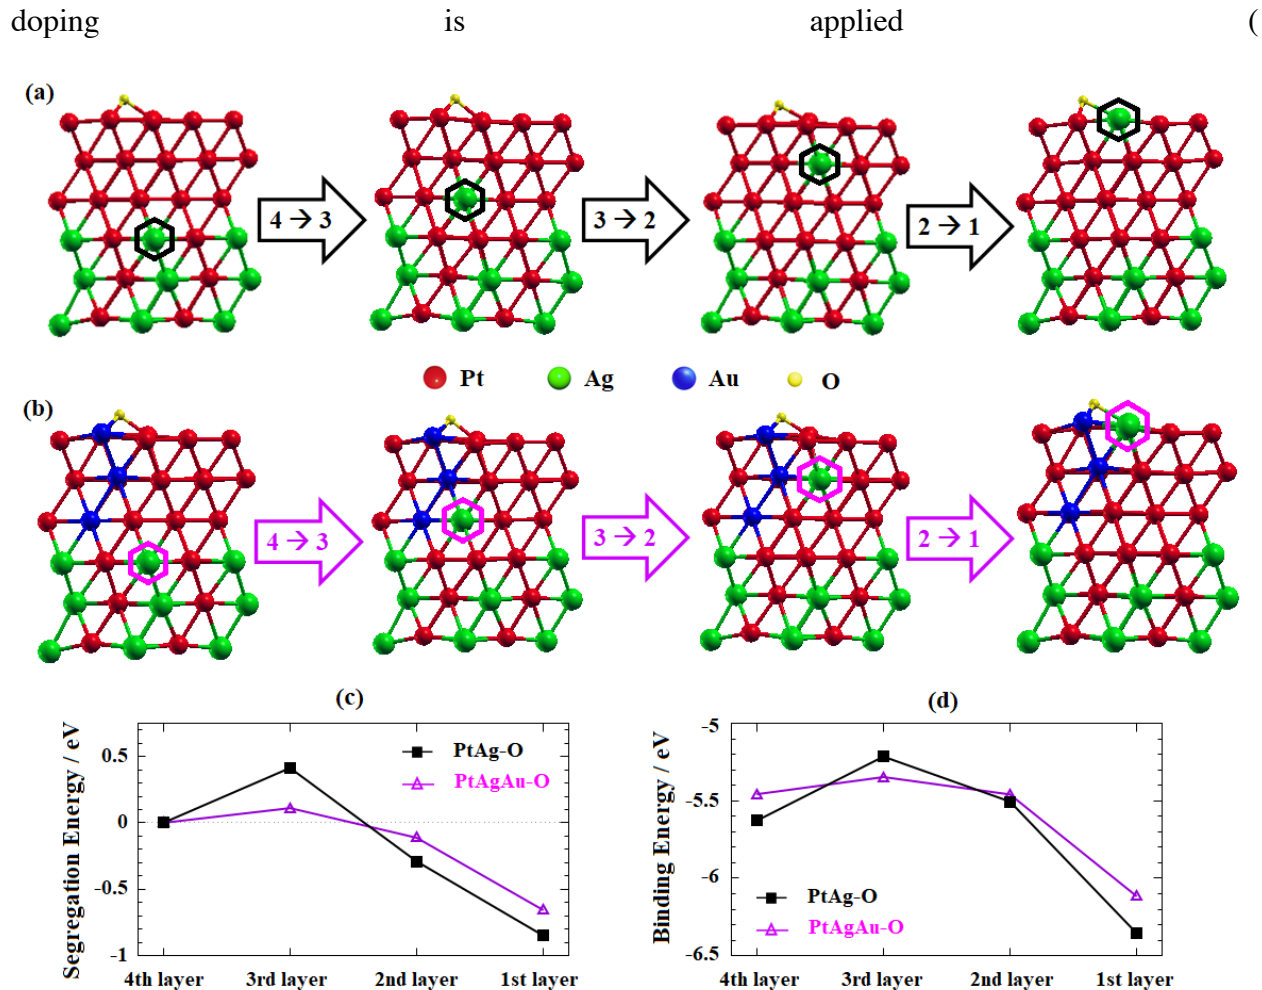 doping is applied (
(a)
4 → 3
3 → 2
2 → 1
Pt Ag Au O
(b)
4 → 3
3 → 2
2 → 1
(c)
Segregation Energy / eV
0.5
0
-0.5
-1
PtAg-O
PtAgAu-O
4th layer 3rd layer 2nd layer 1st layer
(d)
Binding Energy / eV
-5
-5.5
-6
-6.5
PtAg-O
PtAgAu-O
4th layer 3rd layer 2nd layer 1st layer